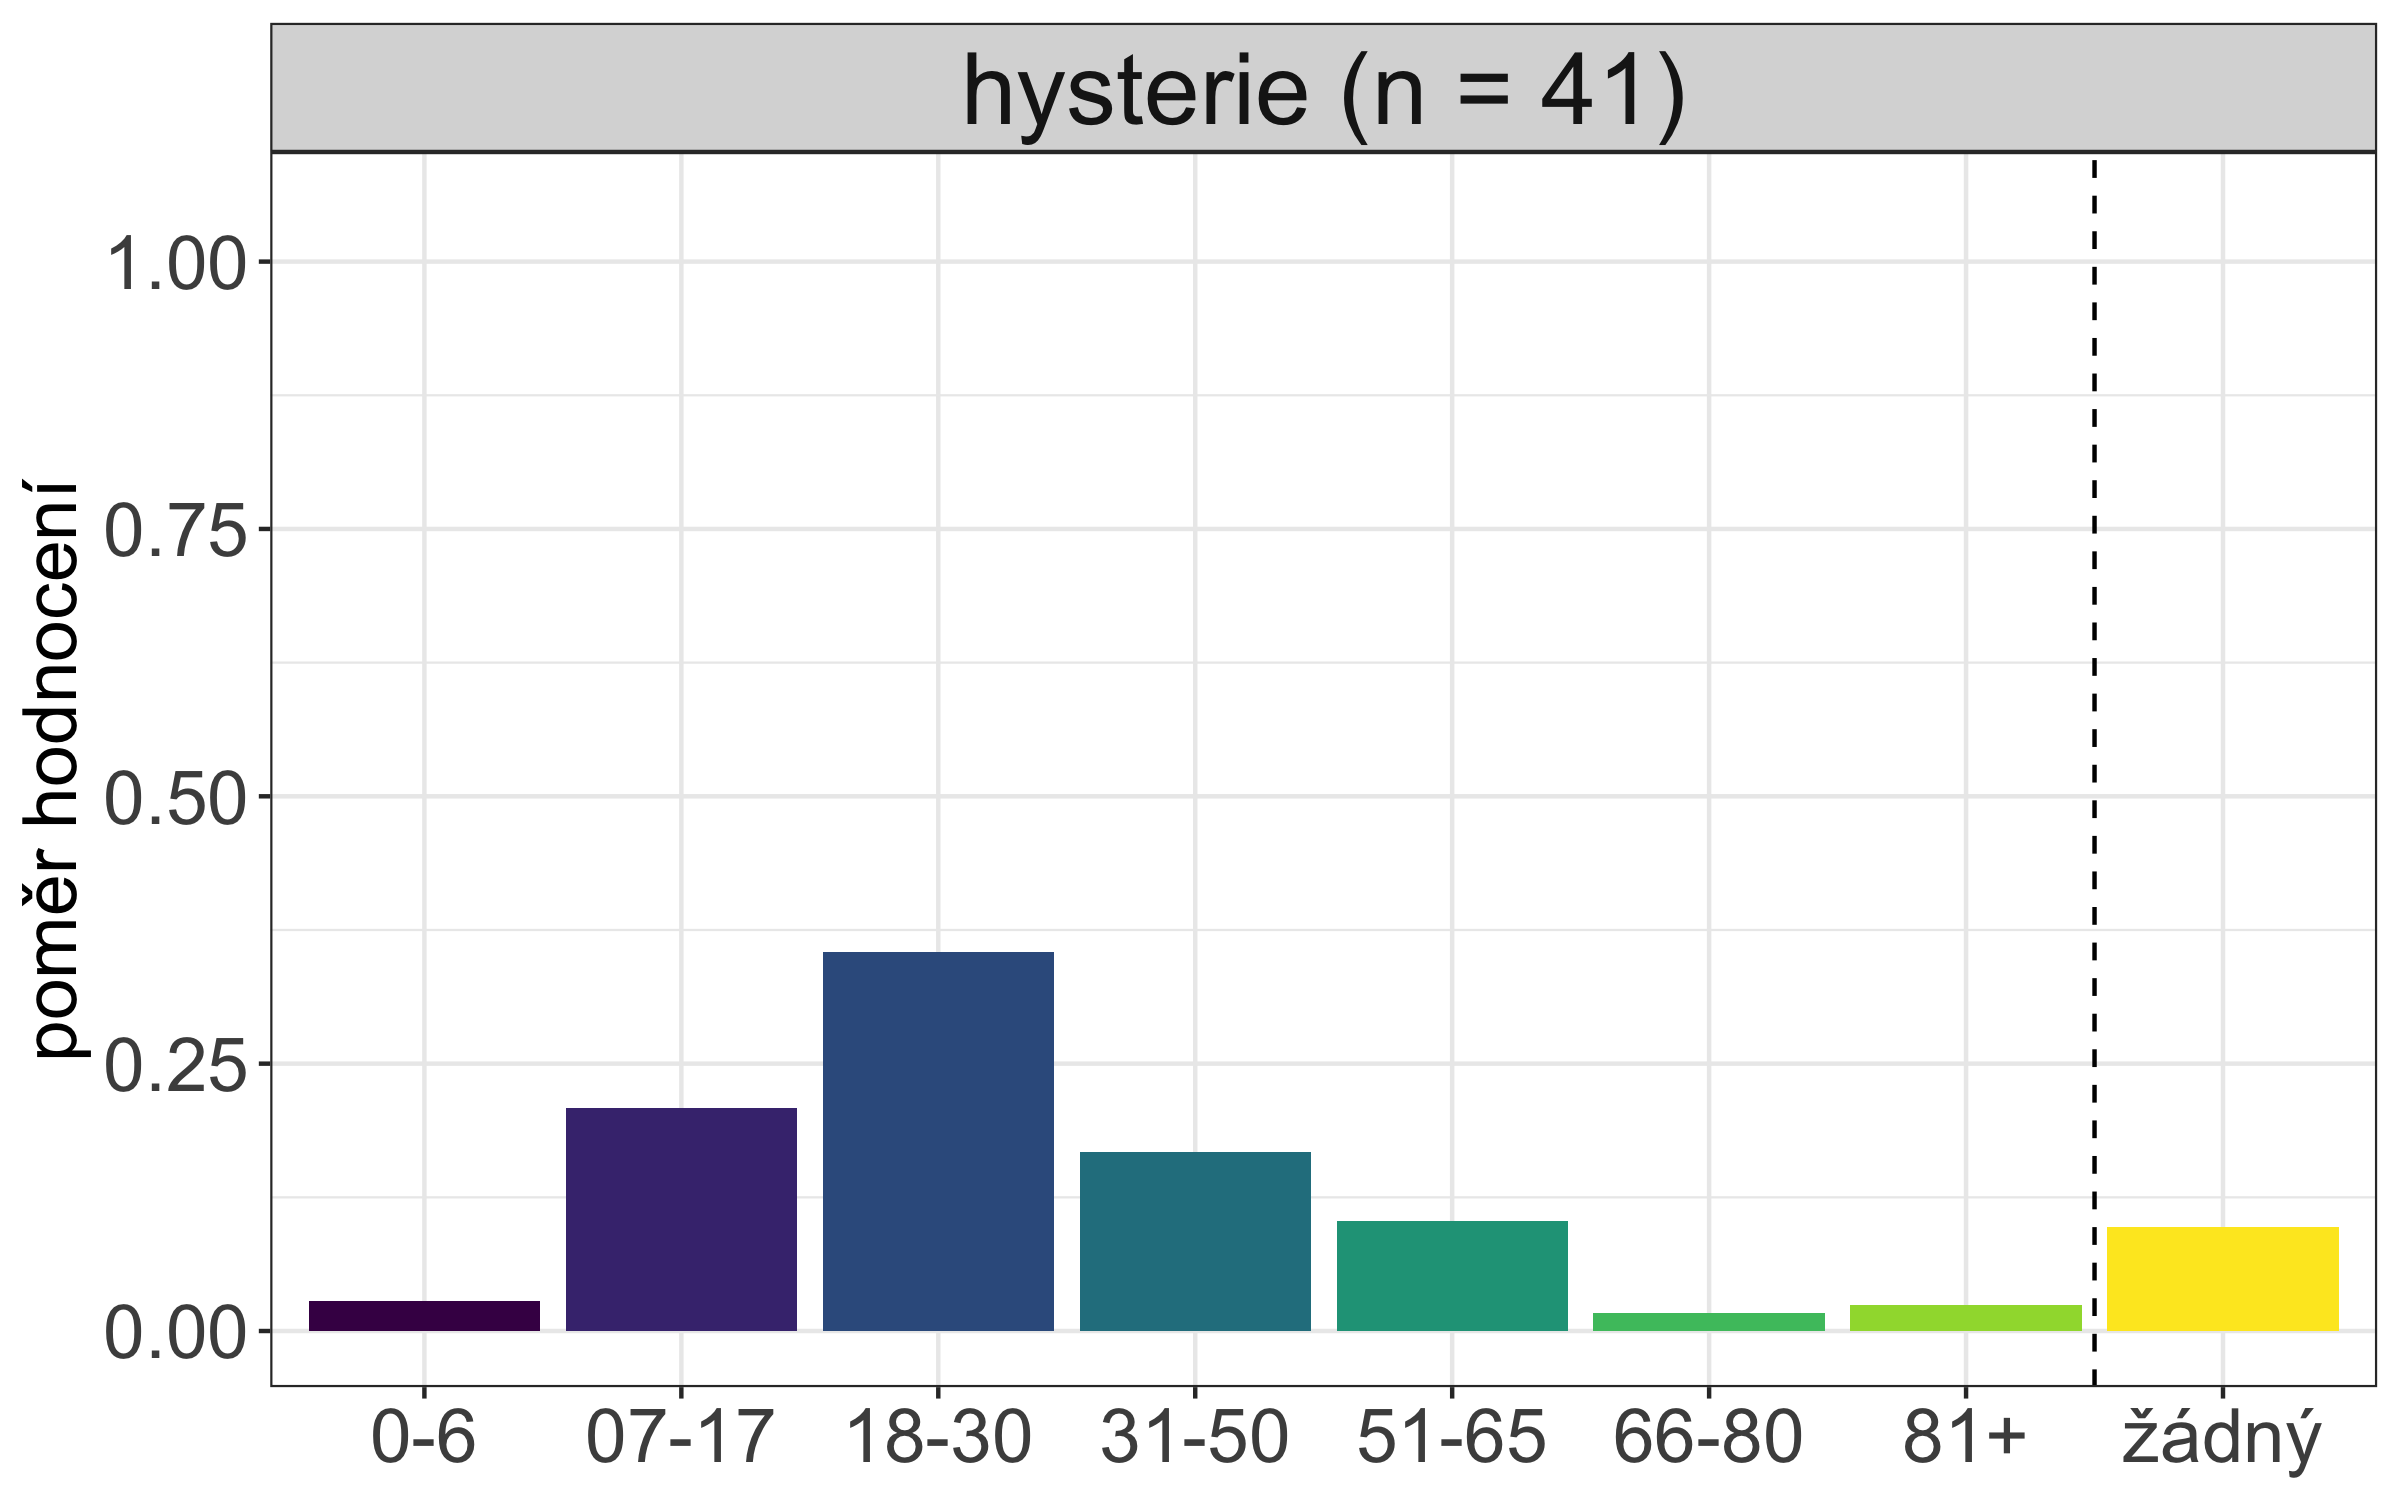 hysterie (n = 41)
poměr hodnocení
1.00
0.75
0.50
0.25
0.00
0-6 07-17 18-30 31-50 51-65 66-80 81+ žádný